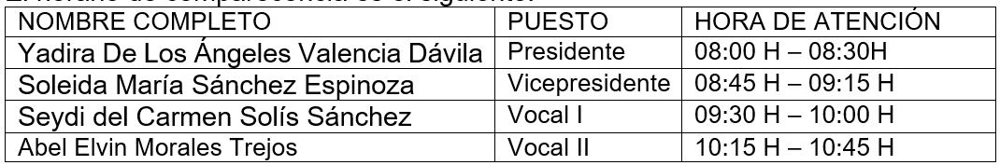 El horario de comparecencia es el siguiente:
NOMBRE COMPLETO PUESTO HORA DE ATENCIÓN
Yadira De Los Ángeles Valencia Dávila Presidente 08:00 H – 08:30H
Soleida María Sánchez Espinoza Vicepresidente 08:45 H – 09:15 H
Seydi del Carmen Solís Sánchez Vocal I 09:30 H – 10:00 H
Abel Elvin Morales Trejos Vocal II 10:15 H – 10:45 H